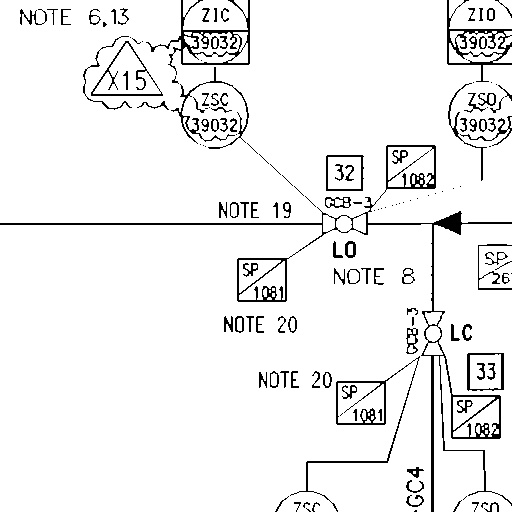 NOTE 6,13
ZIC
39032
ZIO
39032
X15
ZSC
39032
ZSO
39032
32
SP
1082
GCB-3
NOTE 19
LO
SP
1081
NOTE 8
SP
26
NOTE 20
GCB-3
LC
33
NOTE 20
SP
1081
SP
1082
-GC4
ZSC
ZSO